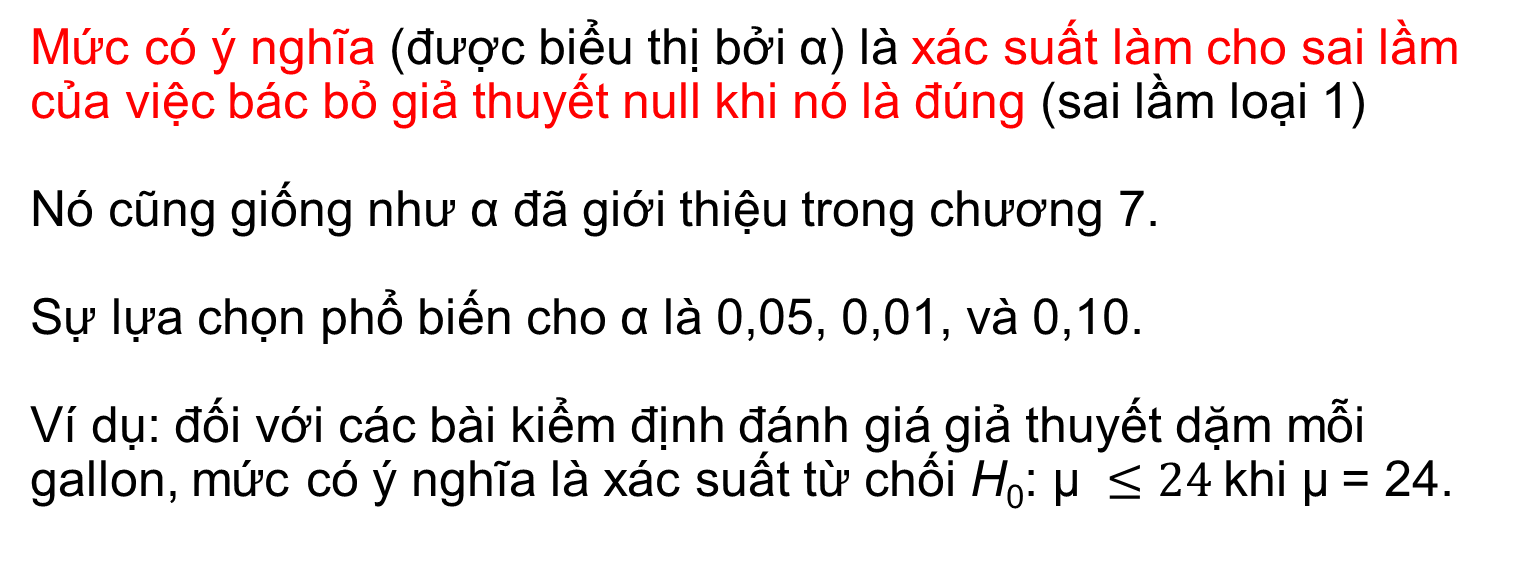 Mức có ý nghĩa (được biểu thị bởi α) là xác suất làm cho sai lầm
của việc bác bỏ giả thuyết null khi nó là đúng (sai lầm loại 1)
Nó cũng giống như α đã giới thiệu trong chương 7.
Sự lựa chọn phổ biến cho α là 0,05, 0,01, và 0,10.
Ví dụ: đối với các bài kiểm định đánh giá giả thuyết dặm mỗi
gallon, mức có ý nghĩa là xác suất từ chối H₀: μ ≤ 24 khi μ = 24.